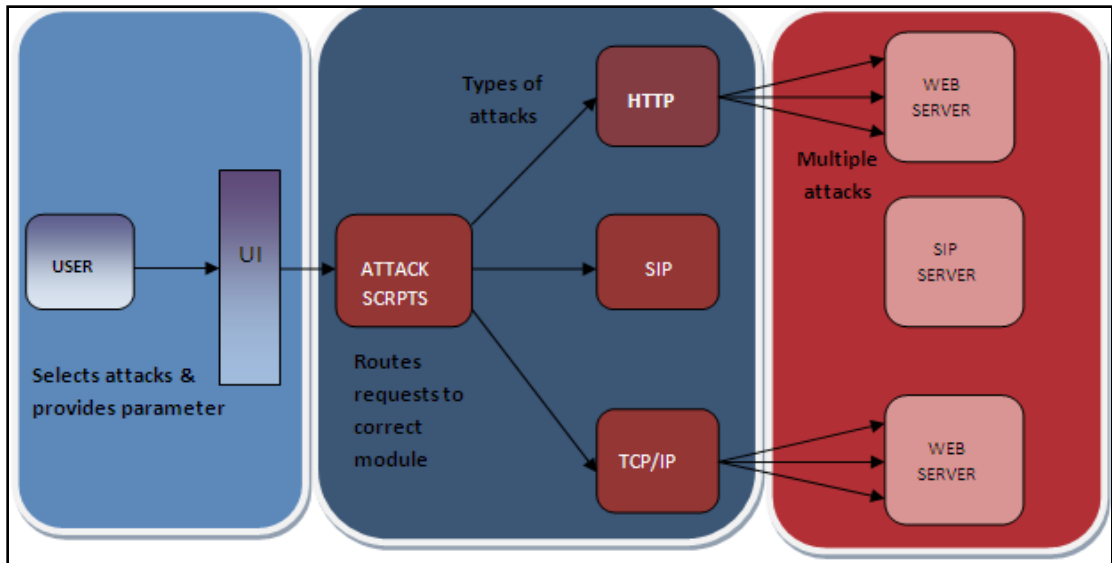 USER
Selects attacks &
provides parameter
UI
ATTACK
SCRPTS
Routes
requests to
correct
module
Types of
attacks
HTTP
SIP
TCP/IP
Multiple
attacks
WEB
SERVER
SIP
SERVER
WEB
SERVER